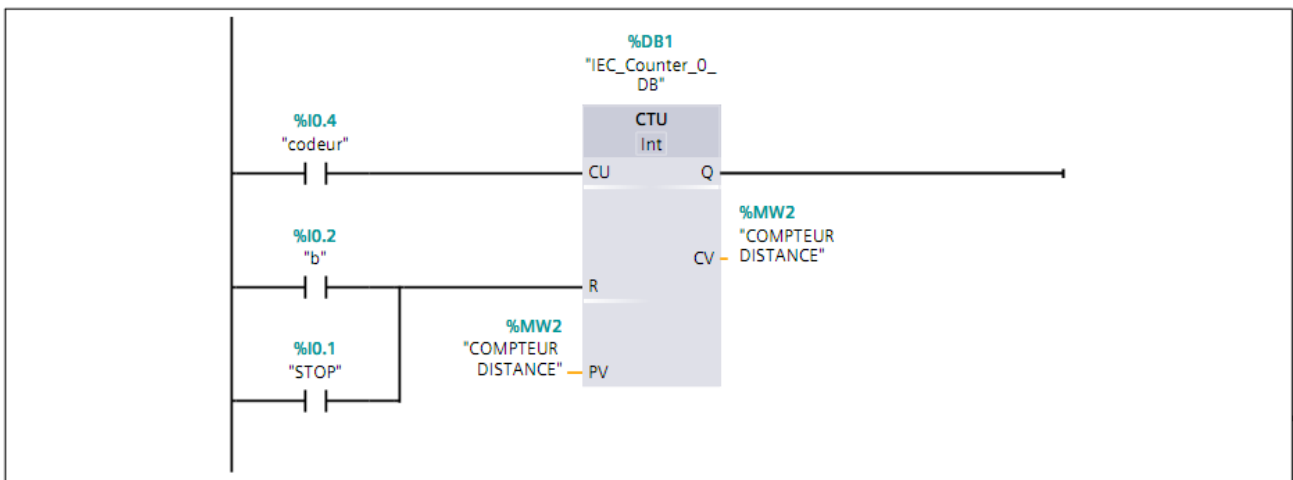 %DB1
"IEC_Counter_0_
DB"
CTU
Int
%I0.4
"codeur"
CU
Q
%MW2
"COMPTEUR
DISTANCE"
CV
%I0.2
"b"
R
%MW2
"COMPTEUR
DISTANCE"
PV
%I0.1
"STOP"